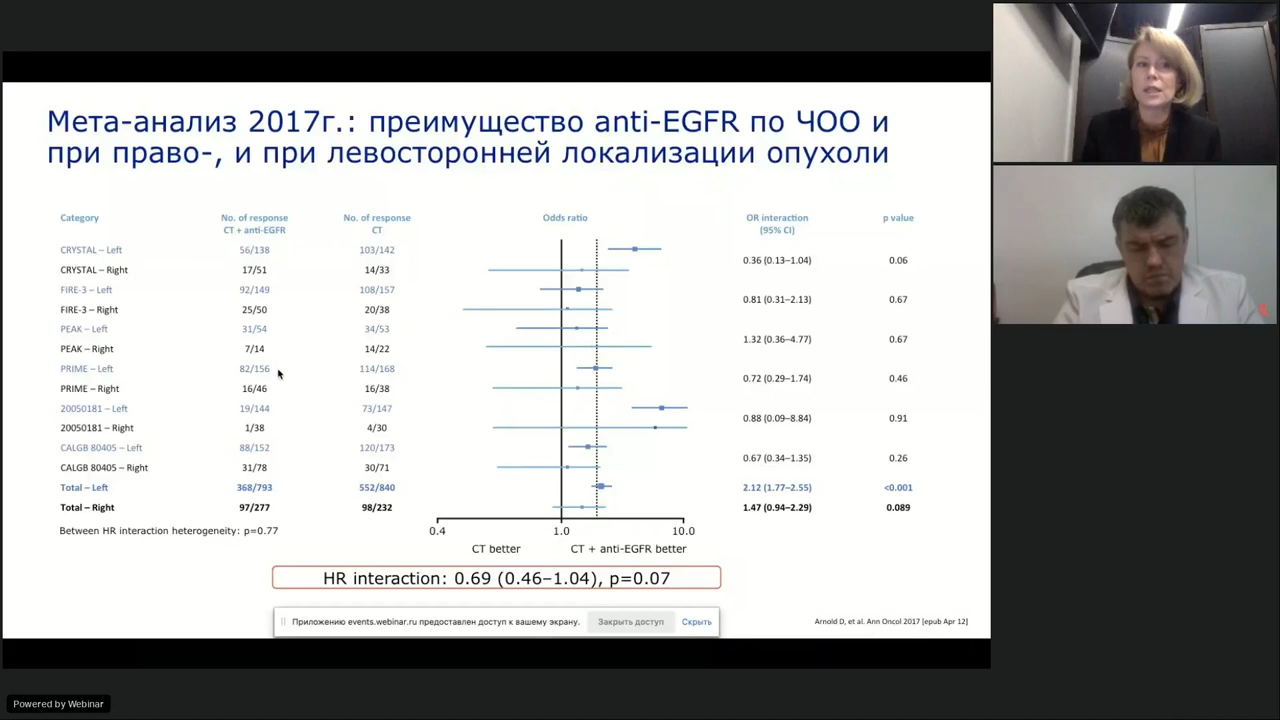 Мета-анализ 2017г.: преимущество anti-EGFR по ЧОО и
при право-, и при левосторонней локализации опухоли
Category No. of response No. of response Odds ratio OR interaction p value
CT + anti-EGFR CT (95% CI)
CRYSTAL – Left 56/138 103/142
0.36 (0.13–1.04) 0.06
CRYSTAL – Right 17/51 14/33
FIRE-3 – Left 92/149 108/157
0.81 (0.31–2.13) 0.67
FIRE-3 – Right 25/50 20/38
PEAK – Left 31/54 34/53
1.32 (0.36–4.77) 0.67
PEAK – Right 7/14 14/22
PRIME – Left 82/156 114/168
0.72 (0.29–1.74) 0.46
PRIME – Right 16/46 16/38
20050181 – Left 19/144 73/147
0.88 (0.09–8.84) 0.91
20050181 – Right 1/38 4/30
CALGB 80405 – Left 88/152 120/173
0.67 (0.34–1.35) 0.26
CALGB 80405 – Right 31/78 30/71
Total – Left 368/793 552/840 2.12 (1.77–2.55) <0.001
Total – Right 97/277 98/232 1.47 (0.94–2.29) 0.089
Between HR interaction heterogeneity: p=0.77
0.4 1.0 10.0
CT better CT + anti-EGFR better
HR interaction: 0.69 (0.46–1.04), p=0.07
Приложению events.webinar.ru предоставлен доступ к вашему экрану. Закрыть доступ Скрыть
Arnold D, et al. Ann Oncol 2017 [epub Apr 12]
Powered by Webinar